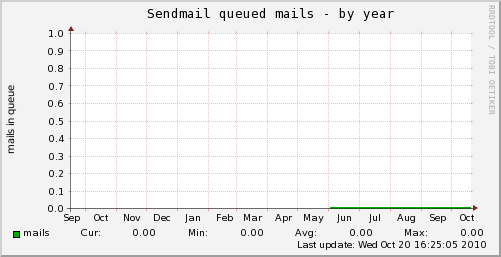 Sendmail queued mails - by year
RRDTOOL / TOBI OETIKER
mails in queue
1.0
0.9
0.8
0.7
0.6
0.5
0.4
0.3
0.2
0.1
0.0
Sep Oct Nov Dec Jan Feb Mar Apr May Jun Jul Aug Sep Oct
mails Cur: 0.00 Min: 0.00 Avg: 0.00 Max: 0.00
Last update: Wed Oct 20 16:25:05 2010